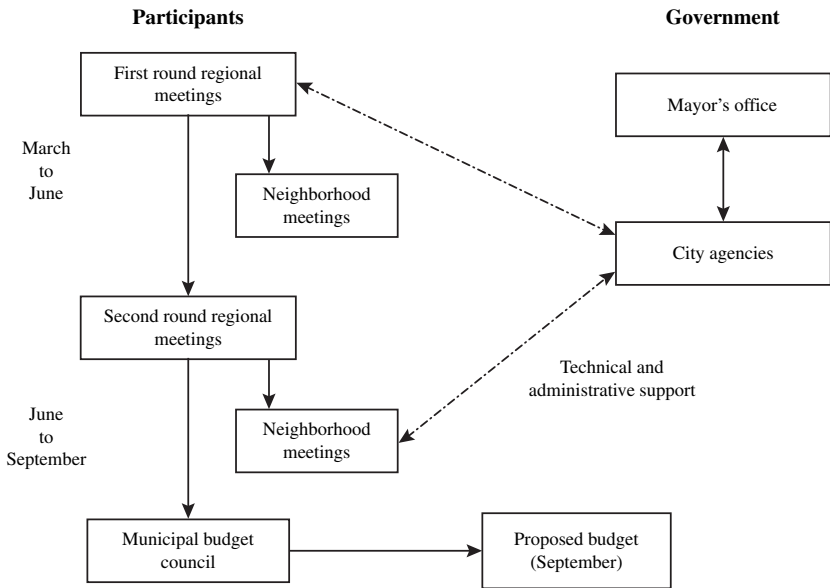 Participants
Government
First round regional
meetings
Mayor’s office
March
to
June
Neighborhood
meetings
City agencies
Second round regional
meetings
Technical and
administrative support
June
to
September
Neighborhood
meetings
Municipal budget
council
Proposed budget
(September)